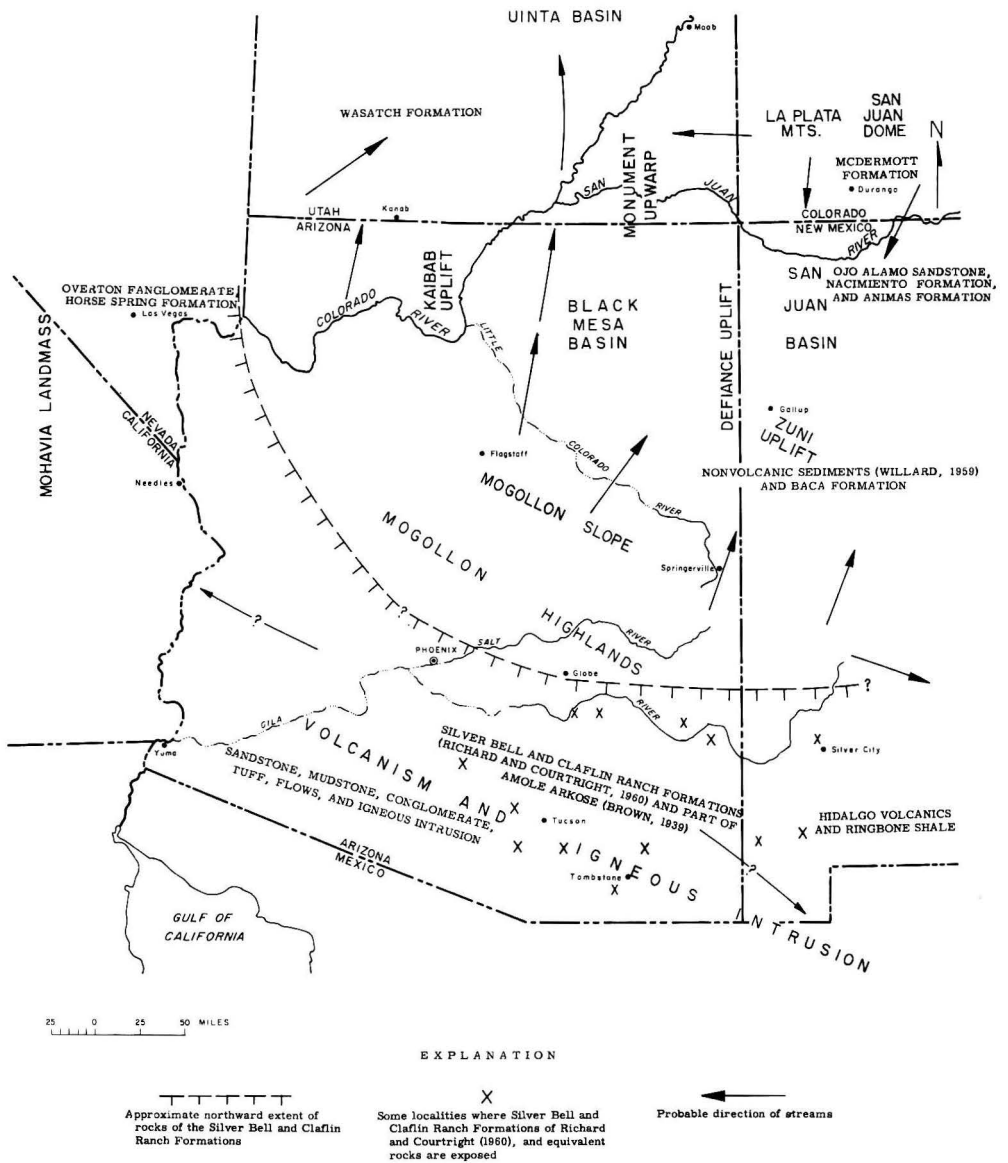 UINTA BASIN
Moab
WASATCH FORMATION
LA PLATA
MTS.
SAN
JUAN
DOME
N
MCDERMOTT
FORMATION
Durango
MONUMENT
UPWARP
SAN JUAN RIVER
UTAH
ARIZONA
Kanab
COLORADO
NEW MEXICO
KAIBAB
UPLIFT
OVERTON FANGLOMERATE,
HORSE SPRING FORMATION
Las Vegas
COLORADO RIVER
LITTLE COLORADO RIVER
BLACK
MESA
BASIN
DEFIANCE UPLIFT
SAN
JUAN
BASIN
OJO ALAMO SANDSTONE,
NACIMIENTO FORMATION,
AND ANIMAS FORMATION
MOHAVIA LANDMASS
NEVADA
CALIFORNIA
Needles
Flagstaff
Gallup
ZUNI
UPLIFT
NONVOLCANIC SEDIMENTS (WILLARD, 1959)
AND BACA FORMATION
MOGOLLON SLOPE
MOGOLLON HIGHLANDS
Springerville
?
?
SALT RIVER
PHOENIX
Globe
?
GILA RIVER
Yuma
Silver City
VOLCANISM AND IGNEOUS INTRUSION
SANDSTONE, MUDSTONE, CONGLOMERATE,
TUFF, FLOWS, AND IGNEOUS INTRUSION
SILVER BELL AND CLAFLIN RANCH FORMATIONS
(RICHARD AND COURTRIGHT, 1960) AND PART OF
AMOLE ARKOSE (BROWN, 1939)
Tucson
HIDALGO VOLCANICS
AND RINGBONE SHALE
Tombstone
?
ARIZONA
MEXICO
GULF OF
CALIFORNIA
25 0 25 50 MILES
EXPLANATION
Approximate northward extent of
rocks of the Silver Bell and Claflin
Ranch Formations
X
Some localities where Silver Bell and
Claflin Ranch Formations of Richard
and Courtright (1960), and equivalent
rocks are exposed
Probable direction of streams